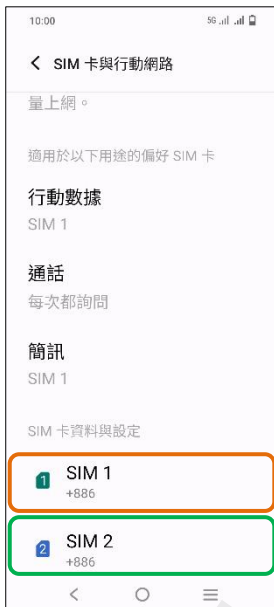 10:00
5G
SIM 卡與行動網路
量上網。
適用於以下用途的偏好 SIM 卡
行動數據
SIM 1
通話
每次都詢問
簡訊
SIM 1
SIM 卡資料與設定
1 SIM 1
+886
2 SIM 2
+886